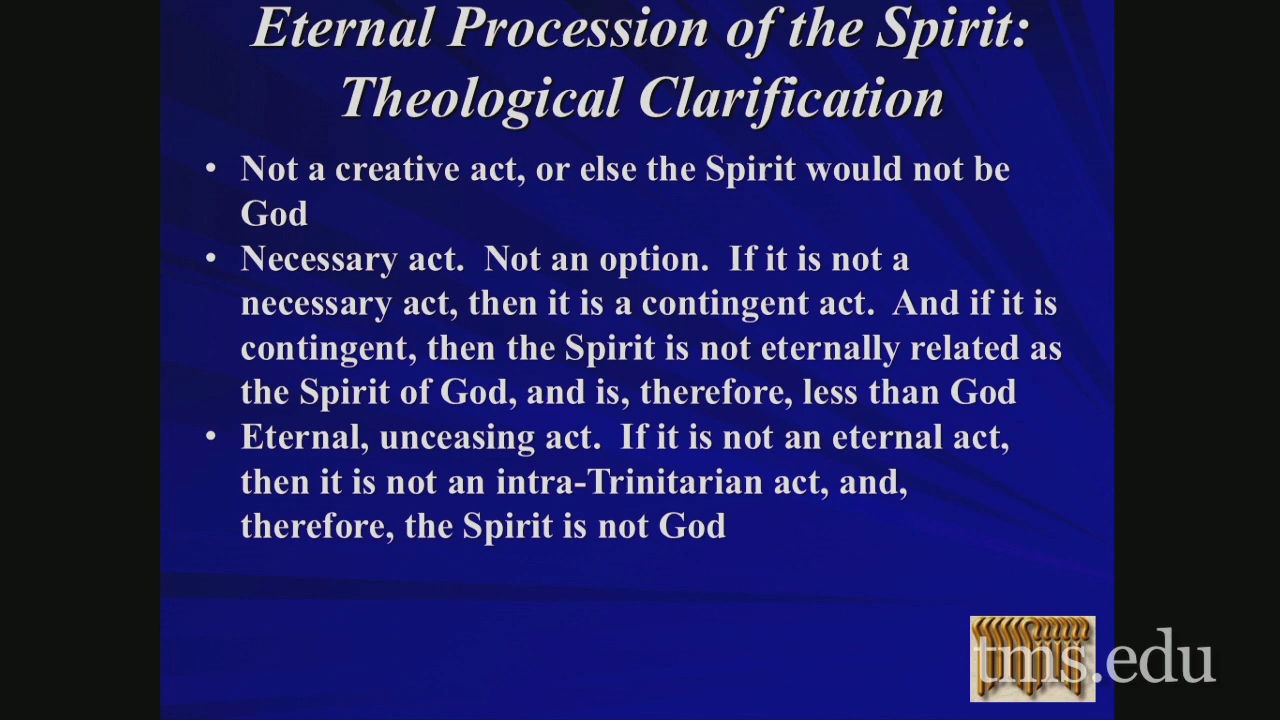 Eternal Procession of the Spirit:
Theological Clarification
• Not a creative act, or else the Spirit would not be
God
• Necessary act. Not an option. If it is not a
necessary act, then it is a contingent act. And if it is
contingent, then the Spirit is not eternally related as
the Spirit of God, and is, therefore, less than God
• Eternal, unceasing act. If it is not an eternal act,
then it is not an intra-Trinitarian act, and,
therefore, the Spirit is not God
tms.edu